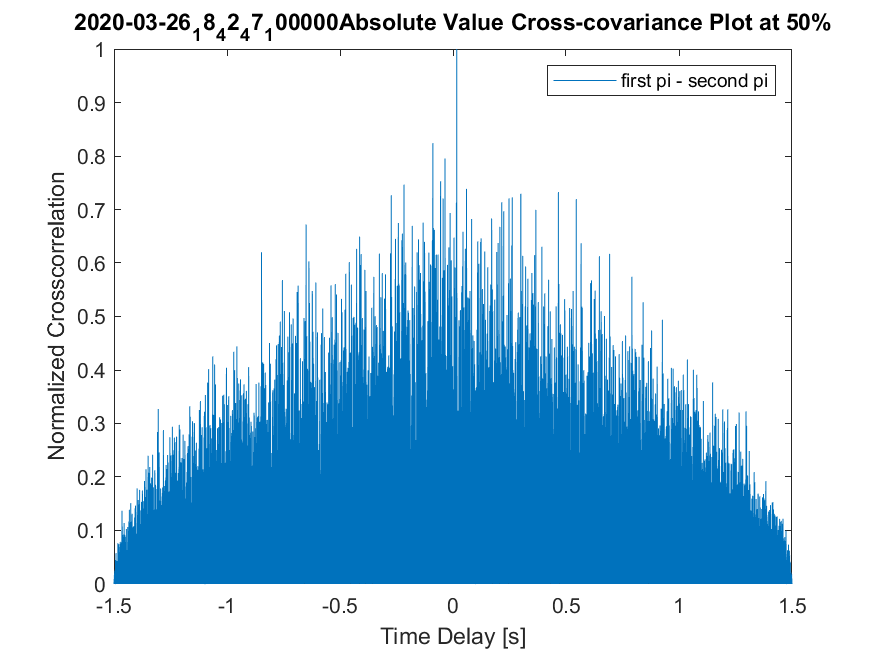 2020-03-26₁8₄2₄7₁00000Absolute Value Cross-covariance Plot at 50%
first pi - second pi
Normalized Crosscorrelation
1
0.9
0.8
0.7
0.6
0.5
0.4
0.3
0.2
0.1
0
-1.5 -1 -0.5 0 0.5 1 1.5
Time Delay [s]